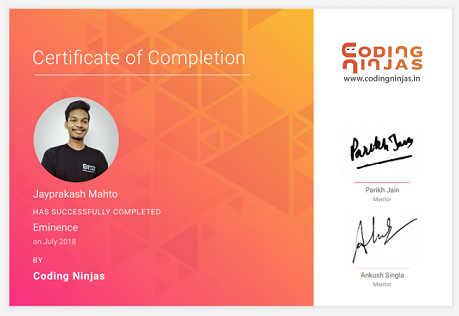 Certificate of Completion
Jayprakash Mahto
HAS SUCCESSFULLY COMPLETED
Eminence
on July 2018
BY
Coding Ninjas
CODING
NINJAS
www.codingninjas.in
Parikh Jain
Parikh Jain
Mentor
Ankush Singla
Mentor